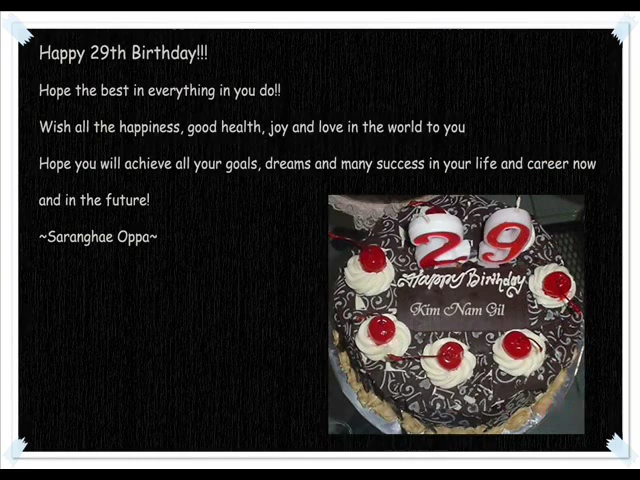 Happy 29th Birthday!!!
Hope the best in everything in you do!!
Wish all the happiness, good health, joy and love in the world to you
Hope you will achieve all your goals, dreams and many success in your life and career now
and in the future!
~Saranghae Oppa~
29
Happy Birthday
Kim Nam Gil